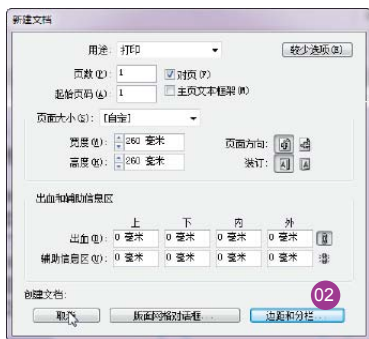 新建文档
用途: 打印 较少选项(E)
页数(P): 1 对页(F)
起始页码(A): 1 主页文本框架(M)
页面大小(S): [自定]
宽度(W): 260 毫米 页面方向:
高度(H): 260 毫米 装订:
出血和辅助信息区
上 下 内 外
出血(D): 0 毫米 0 毫米 0 毫米 0 毫米
辅助信息区(U): 0 毫米 0 毫米 0 毫米 0 毫米
创建文档: 02
取消 版面网格对话框... 边距和分栏...